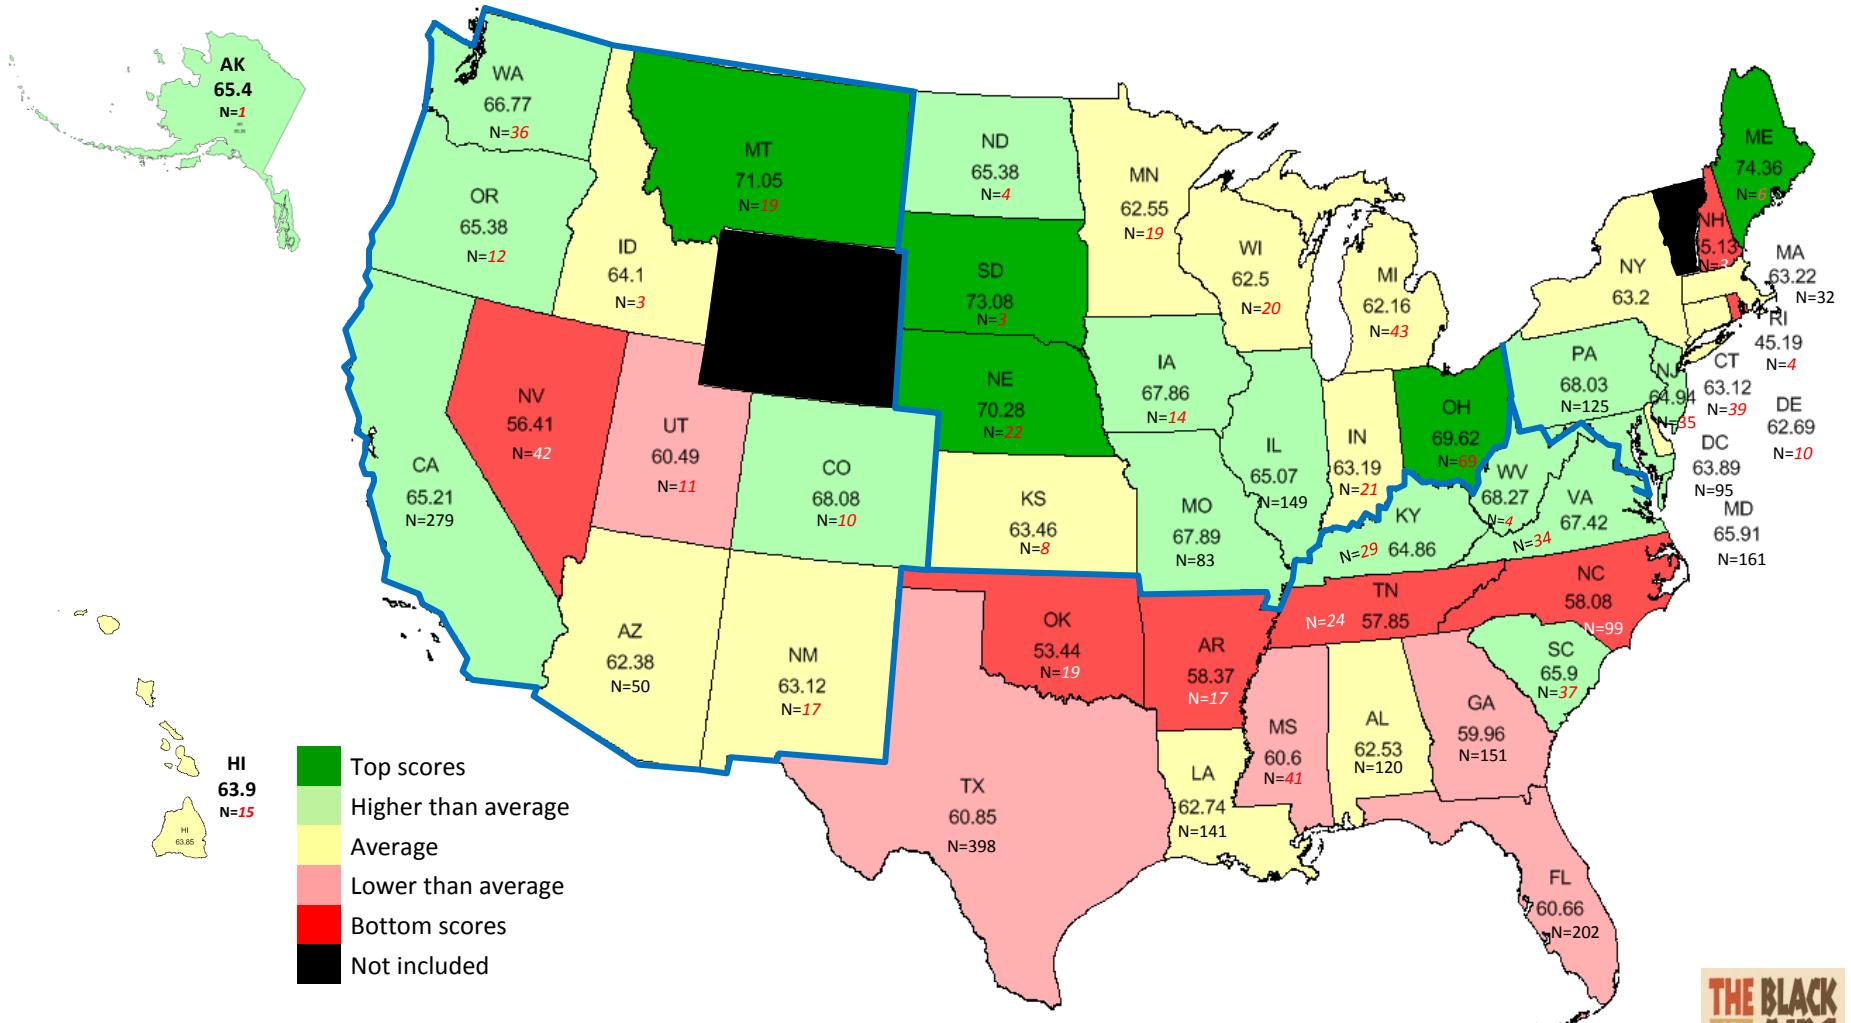 AK
65.4
N=1
WA
66.77
N=36
OR
65.38
N=12
CA
65.21
N=279
NV
56.41
N=42
ID
64.1
N=3
MT
71.05
N=19
UT
60.49
N=11
CO
68.08
N=10
AZ
62.38
N=50
NM
63.12
N=17
ND
65.38
N=4
SD
73.08
N=3
NE
70.28
N=22
KS
63.46
N=8
OK
53.44
N=19
TX
60.85
N=398
MN
62.55
N=19
IA
67.86
N=14
MO
67.89
N=83
AR
58.37
N=17
LA
62.74
N=141
WI
62.5
N=20
IL
65.07
N=149
MI
62.16
N=43
IN
63.19
N=21
OH
69.62
N=69
KY
N=29 64.86
TN
N=24 57.85
MS
60.6
N=41
AL
62.53
N=120
GA
59.96
N=151
FL
60.66
N=202
SC
65.9
N=37
NC
58.08
N=99
VA
67.42
N=34
WV
68.27
N=4
PA
68.03
N=125
NY
63.2
NJ
64.94
N=35
ME
74.36
N=6
NH
5.13
N=3
MA
63.22
N=32
RI
45.19
N=4
CT
63.12
N=39
DE
62.69
N=10
DC
63.89
N=95
MD
65.91
N=161
HI
63.9
N=15
HI
63.85
Top scores
Higher than average
Average
Lower than average
Bottom scores
Not included
THE BLACK